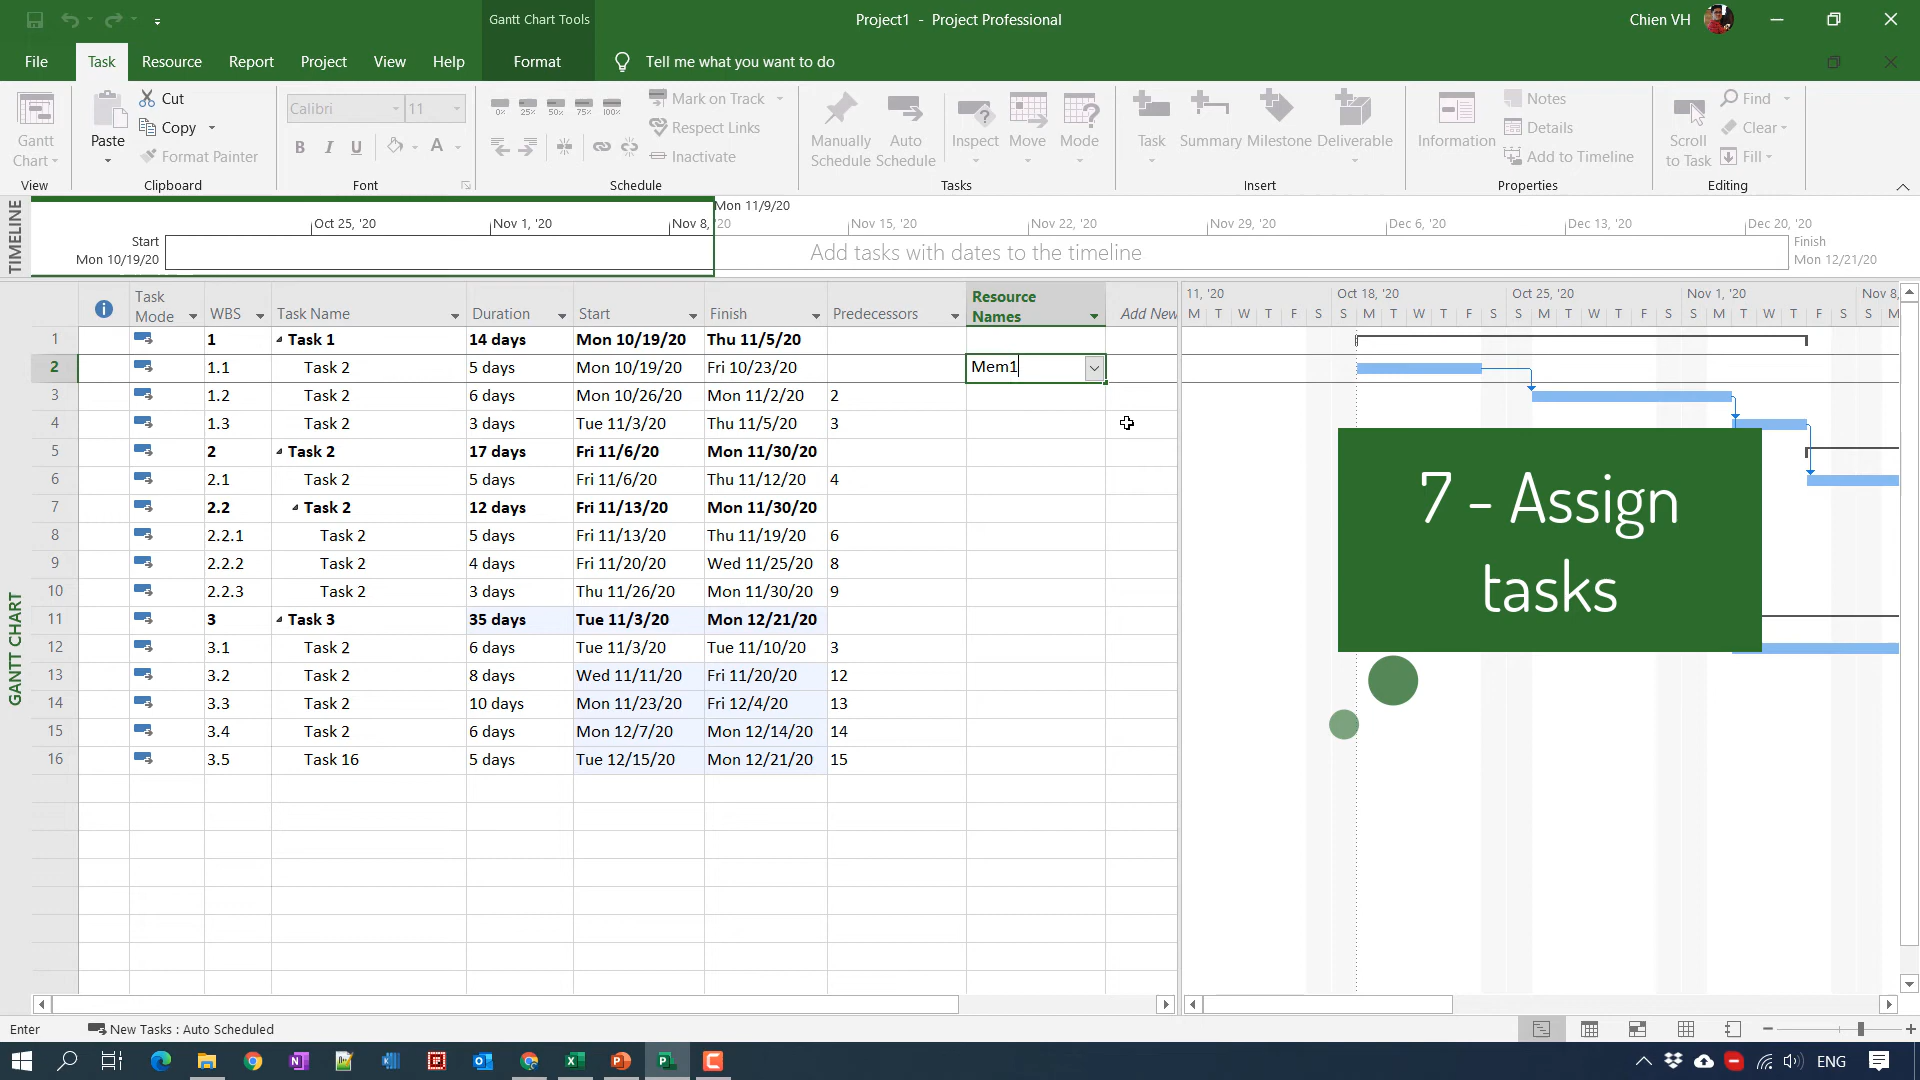 Gantt Chart Tools
Project1 - Project Professional
Chien VH
File Task Resource Report Project View Help Format Tell me what you want to do
Gantt Chart
View
Paste
Cut
Copy
Format Painter
Clipboard
Calibri 11
B I U A
Font
0% 25% 50% 75% 100%
Mark on Track
Respect Links
Inactivate
Schedule
Manually Schedule
Auto Schedule
Inspect
Move
Mode
Tasks
Task
Summary
Milestone
Deliverable
Insert
Information
Notes
Details
Add to Timeline
Properties
Scroll to Task
Find
Clear
Fill
Editing
TIMELINE
Mon 11/9/20
Oct 25, '20 Nov 1, '20 Nov 8, '20 Nov 15, '20 Nov 22, '20 Nov 29, '20 Dec 6, '20 Dec 13, '20 Dec 20, '20
Start
Mon 10/19/20
Add tasks with dates to the timeline
Finish
Mon 12/21/20
GANTT CHART
Task Mode WBS Task Name Duration Start Finish Predecessors Resource Names Add New
11, '20 Oct 18, '20 Oct 25, '20 Nov 1, '20 Nov 8,
M T W T F S S M T W T F S S M T W T F S S M T W T F S S M
1 1 Task 1 14 days Mon 10/19/20 Thu 11/5/20
2 1.1 Task 2 5 days Mon 10/19/20 Fri 10/23/20 Mem1
3 1.2 Task 2 6 days Mon 10/26/20 Mon 11/2/20 2
4 1.3 Task 2 3 days Tue 11/3/20 Thu 11/5/20 3
5 2 Task 2 17 days Fri 11/6/20 Mon 11/30/20
6 2.1 Task 2 5 days Fri 11/6/20 Thu 11/12/20 4
7 2.2 Task 2 12 days Fri 11/13/20 Mon 11/30/20
8 2.2.1 Task 2 5 days Fri 11/13/20 Thu 11/19/20 6
9 2.2.2 Task 2 4 days Fri 11/20/20 Wed 11/25/20 8
10 2.2.3 Task 2 3 days Thu 11/26/20 Mon 11/30/20 9
11 3 Task 3 35 days Tue 11/3/20 Mon 12/21/20
12 3.1 Task 2 6 days Tue 11/3/20 Tue 11/10/20 3
13 3.2 Task 2 8 days Wed 11/11/20 Fri 11/20/20 12
14 3.3 Task 2 10 days Mon 11/23/20 Fri 12/4/20 13
15 3.4 Task 2 6 days Mon 12/7/20 Mon 12/14/20 14
16 3.5 Task 16 5 days Tue 12/15/20 Mon 12/21/20 15
7 - Assign
tasks
Enter New Tasks : Auto Scheduled
ENG